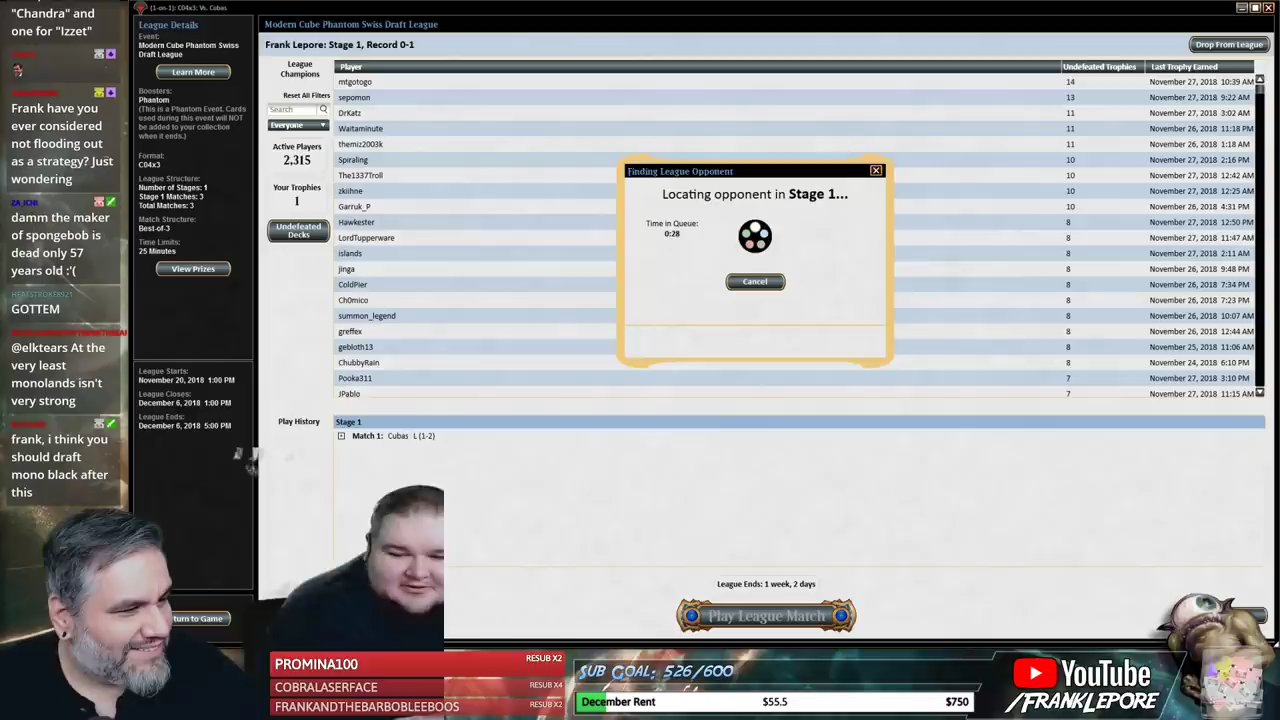 "Chandra" and
one for "Izzet"
Frank have you
ever considered
not flooding out
as a strategy? Just
wondering
damm the maker
of spongebob is
dead only 57
years old :'(
HEATSTROKE8921
GOTTEM
@elktears At the
very least
monolands isn't
very strong
frank, i think you
should draft
mono black after
this
(1-on-1): C04x3: Vs. Cubas
League Details
Event:
Modern Cube Phantom Swiss
Draft League
Learn More
Boosters:
Phantom
(This is a Phantom Event. Cards
used during this event will NOT
be added to your collection
when it ends.)
Format:
C04x3
League Structure:
Number of Stages: 1
Stage 1 Matches: 3
Total Matches: 3
Match Structure:
Best-of-3
Time Limits:
25 Minutes
View Prizes
League Starts:
November 20, 2018 1:00 PM
League Closes:
December 6, 2018 1:00 PM
League Ends:
December 6, 2018 5:00 PM
turn to Game
Modern Cube Phantom Swiss Draft League
Frank Lepore: Stage 1, Record 0-1
Drop From League
League
Champions
Reset All Filters
Search
Everyone
Active Players
2,315
Your Trophies
1
Undefeated
Decks
Player Undefeated Trophies Last Trophy Earned
mtgotogo 14 November 27, 2018 10:39 AM
sepomon 13 November 27, 2018 9:22 AM
DrKatz 11 November 27, 2018 3:02 AM
Waltaminute 11 November 26, 2018 11:18 PM
themiz2003k 11 November 26, 2018 1:18 AM
Spiraling 10 November 27, 2018 2:16 PM
The1337Troll 10 November 27, 2018 12:42 AM
zkiihne 10 November 27, 2018 12:25 AM
Garruk_P 10 November 26, 2018 4:31 PM
Hawkester 8 November 27, 2018 12:50 PM
LordTupperware 8 November 27, 2018 11:47 AM
islands 8 November 27, 2018 2:11 AM
jinga 8 November 26, 2018 9:48 PM
ColdPier 8 November 26, 2018 7:34 PM
Ch0mico 8 November 26, 2018 7:23 PM
summon_legend 8 November 26, 2018 10:07 AM
greffex 8 November 26, 2018 12:44 AM
gebloth13 8 November 25, 2018 11:06 AM
ChubbyRain 8 November 24, 2018 6:10 PM
Pooka311 7 November 27, 2018 3:10 PM
JPablo 7 November 27, 2018 11:15 AM
Finding League Opponent
Locating opponent in Stage 1...
Time in Queue:
0:28
Cancel
Play History
Stage 1
Match 1: Cubas L (1-2)
League Ends: 1 week, 2 days
Play League Match
PROMINA100 RESUB X2
COBRALASERFACE RESUB X4
FRANKANDTHEBARBOBLEEBOOS RESUB X2
SUB GOAL: 526/600
December Rent $55.5 $750
YouTube
/FRANKLEPORE